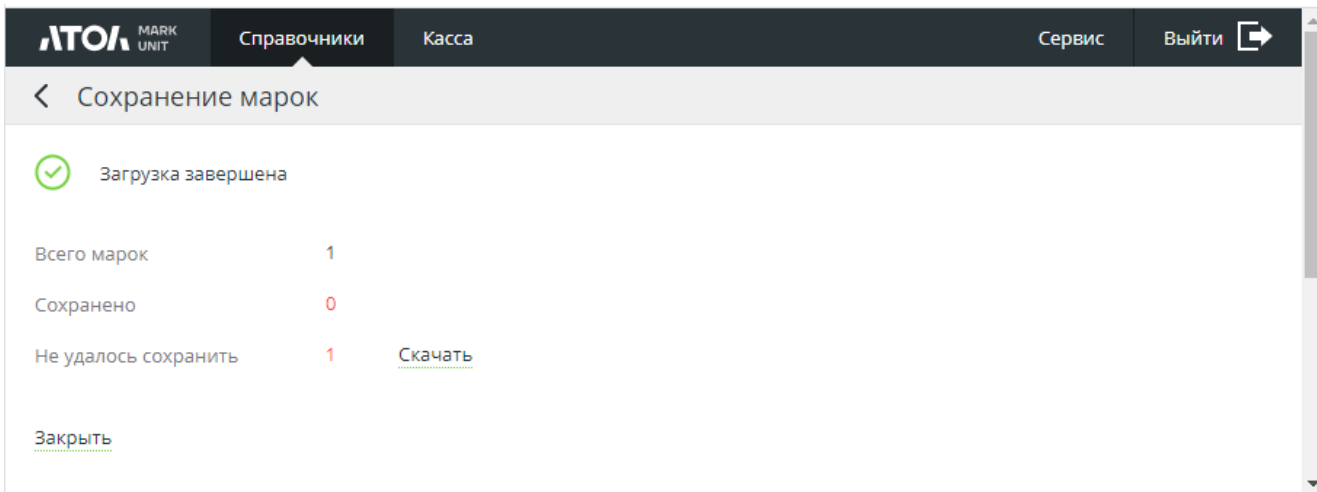 АТОЛ MARK UNIT Справочники Касса Сервис Выйти
Сохранение марок
Загрузка завершена
Всего марок 1
Сохранено 0
Не удалось сохранить 1 Скачать
Закрыть